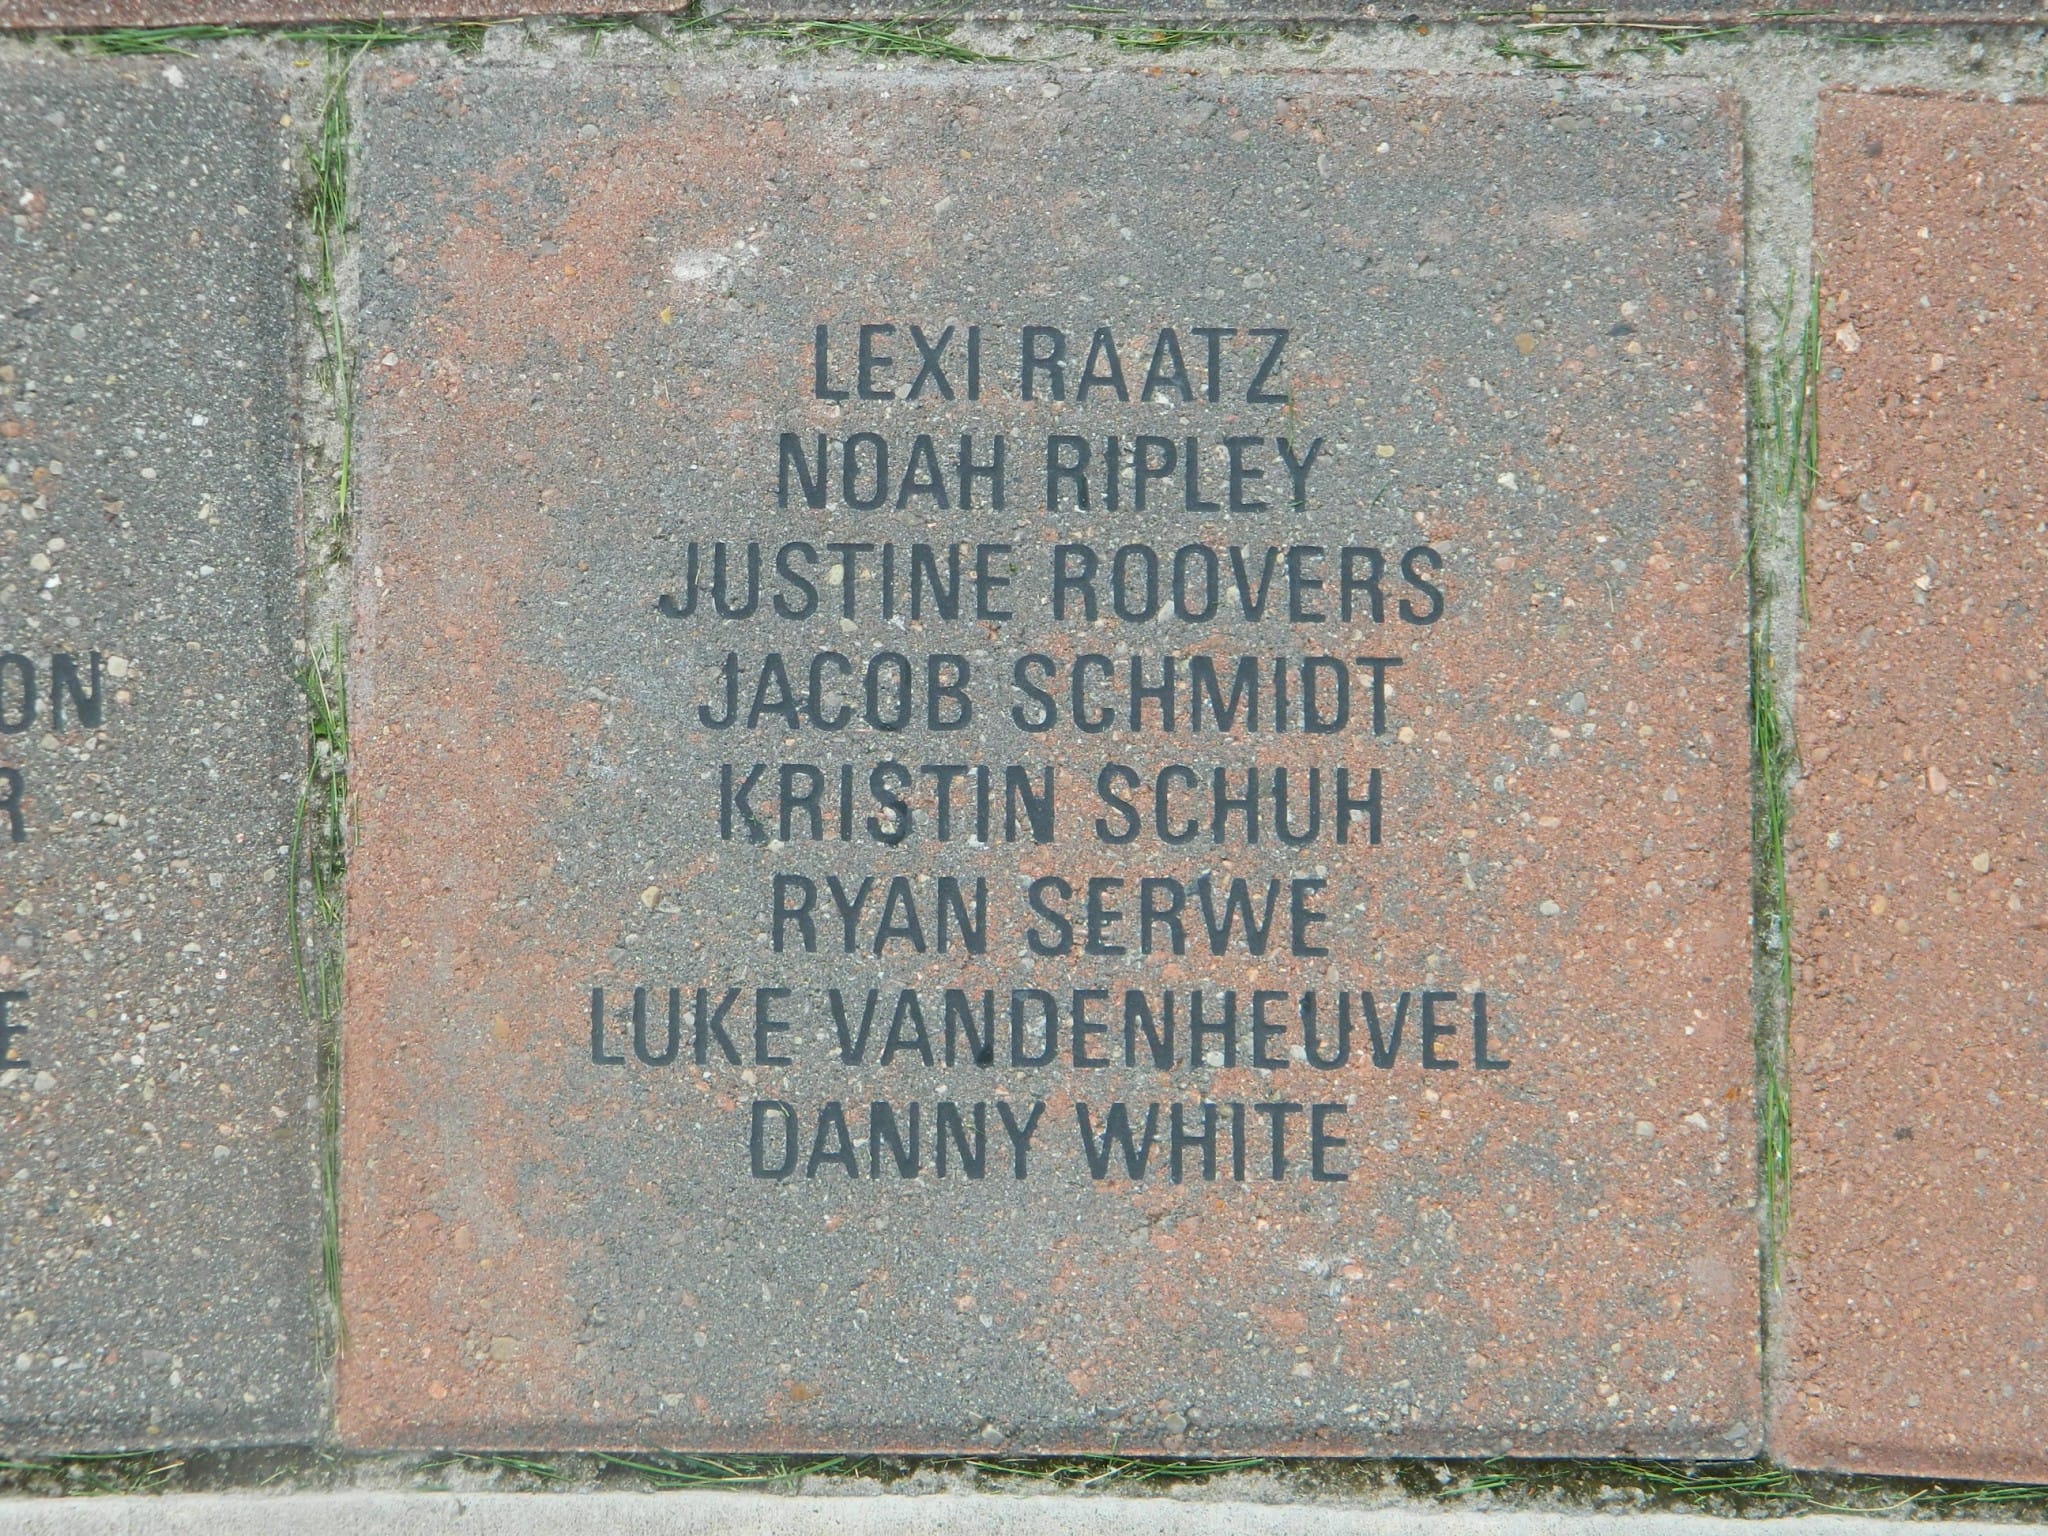 LEXI RAATZ
NOAH RIPLEY
JUSTINE ROOVERS
JACOB SCHMIDT
KRISTIN SCHUH
RYAN SERWE
LUKE VANDENHEUVEL
DANNY WHITE